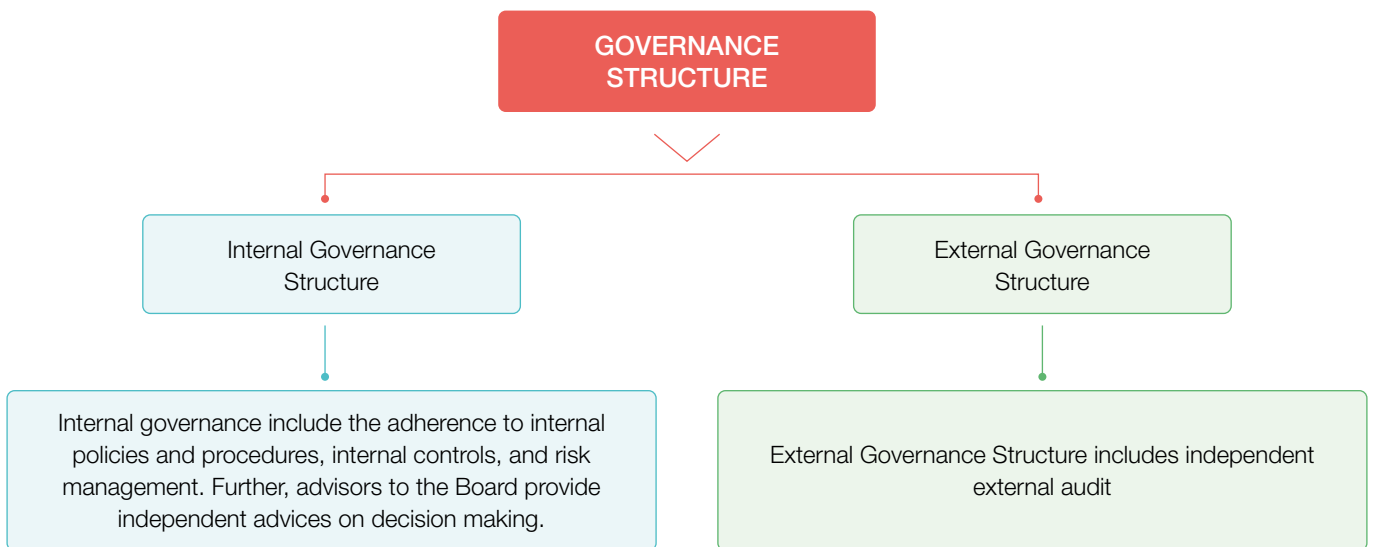 GOVERNANCE
STRUCTURE
Internal Governance
Structure
External Governance
Structure
Internal governance include the adherence to internal
policies and procedures, internal controls, and risk
management. Further, advisors to the Board provide
independent advices on decision making.
External Governance Structure includes independent
external audit